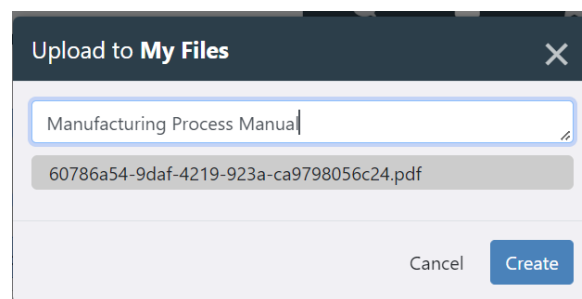 Upload to My Files
Manufacturing Process Manual
60786a54-9daf-4219-923a-ca9798056c24.pdf
Cancel Create